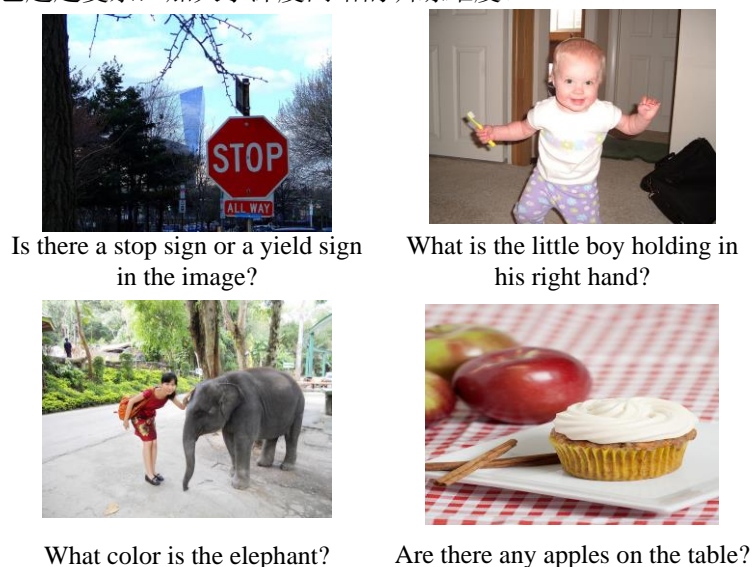 STOP
ALL WAY
Is there a stop sign or a yield sign
in the image?
What is the little boy holding in
his right hand?
What color is the elephant?
Are there any apples on the table?